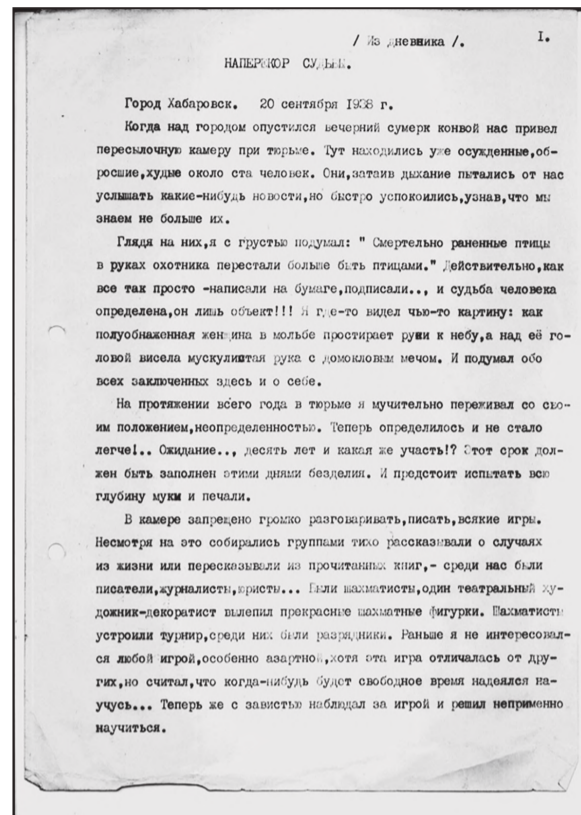 / Из дневника /.
I.
НАПЕРЕКОР СУДЬБЕ.
Город Хабаровск. 20 сентября 1938 г.
Когда над городом опустился вечерний сумерк конвой нас привел
пересылочную камеру при тюрьме. Тут находились уже осужденные,об-
росшие,худые около ста человек. Они,затаив дыхание пытались от нас
услышать какие-нибудь новости,но быстро успокоились,узнав,что мы
знаем не больше их.
Глядя на них,я с грустью подумал: " Смертельно раненные птицы
в руках охотника перестали больше быть птицами." Действительно,как
все так просто -написали на бумаге,подписали.., и судьба человека
определена,он лишь объект!!! Я где-то видел чью-то картину: как
полуобнаженная женщина в мольбе простирает руки к небу,а над её го-
ловой висела мускулистая рука с домокловым мечом. И подумал обо
всех заключенных здесь и о себе.
На протяжении всего года в тюрьме я мучительно переживал со сво-
им положением,неопределенностью. Теперь определилось и не стало
легче!.. Ожидание.., десять лет и какая же участь!? Этот срок дол-
жен быть заполнен этими днями безделия. И предстоит испытать всю
глубину муки и печали.
В камере запрещено громко разговаривать,писать,всякие игры.
Несмотря на это собирались группами тихо рассказывали о случаях
из жизни или пересказывали из прочитанных книг,- среди нас были
писатели,журналисты,юристы... Были шахматисты,один театральный ху-
дожник-декоратист вылепил прекрасные шахматные фигурки. Шахматисты
устроили турнир,среди них были разрядники. Раньше я не интересовал-
ся любой игрой,особенно азартной,хотя эта игра отличалась от дру-
гих,но считал,что когда-нибудь будет свободное время надеялся на-
учусь... Теперь же с завистью наблюдал за игрой и решил неприменно
научиться.